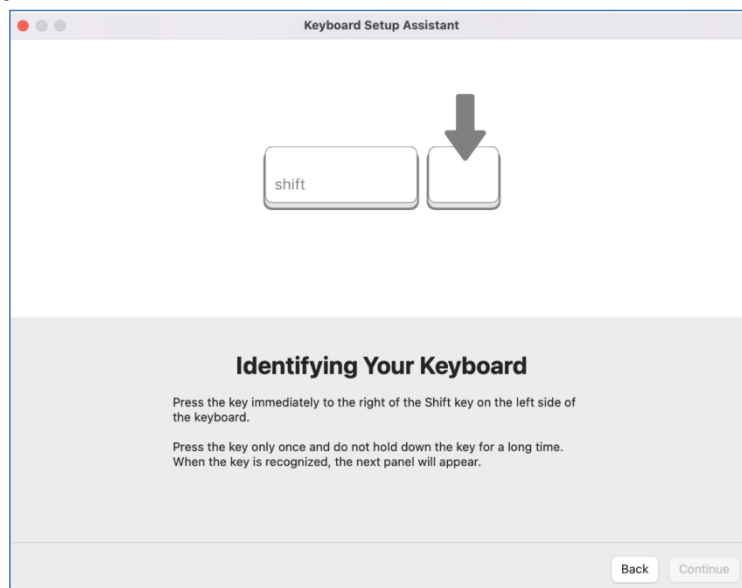 Keyboard Setup Assistant
shift
Identifying Your Keyboard
Press the key immediately to the right of the Shift key on the left side of
the keyboard.
Press the key only once and do not hold down the key for a long time.
When the key is recognized, the next panel will appear.
Back Continue